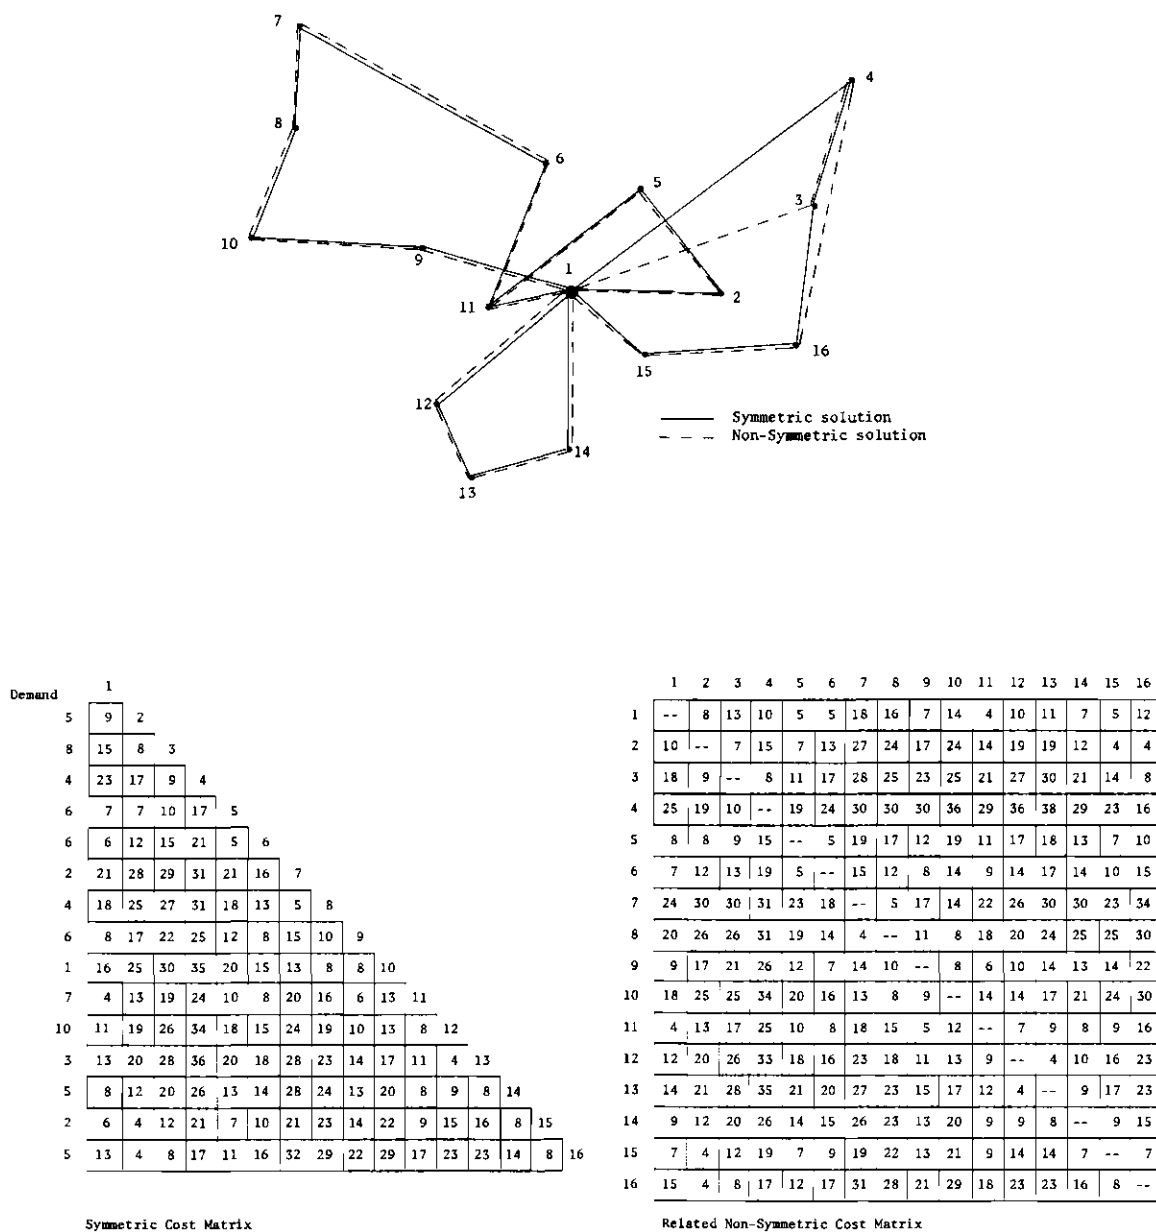 7
4
8
6
5
3
10
9
1
2
11
16
15
12
Symmetric solution
Non-Symmetric solution
14
13
Demand 1
5 9 2
8 15 8 3
4 23 17 9 4
6 7 7 10 17 5
6 6 12 15 21 5 6
2 21 28 29 31 21 16 7
4 18 25 27 31 18 13 5 8
6 8 17 22 25 12 8 15 10 9
1 16 25 30 35 20 15 13 8 8 10
7 4 13 19 24 10 8 20 16 6 13 11
10 11 19 26 34 18 15 24 19 10 13 8 12
3 13 20 28 36 20 18 28 23 14 17 11 4 13
5 8 12 20 26 13 14 28 24 13 20 8 9 8 14
2 6 4 12 21 7 10 21 23 14 22 9 15 16 8 15
5 13 4 8 17 11 16 32 29 22 29 17 23 23 14 8 16
Symmetric Cost Matrix
1 2 3 4 5 6 7 8 9 10 11 12 13 14 15 16
1 -- 8 13 10 5 5 18 16 7 14 4 10 11 7 5 12
2 10 -- 7 15 7 13 27 24 17 24 14 19 19 12 4 4
3 18 9 -- 8 11 17 28 25 23 25 21 27 30 21 14 8
4 25 19 10 -- 19 24 30 30 30 36 29 36 38 29 23 16
5 8 8 9 15 -- 5 19 17 12 19 11 17 18 13 7 10
6 7 12 13 19 5 -- 15 12 8 14 9 14 17 14 10 15
7 24 30 30 31 23 18 -- 5 17 14 22 26 30 30 23 34
8 20 26 26 31 19 14 4 -- 11 8 18 20 24 25 25 30
9 9 17 21 26 12 7 14 10 -- 8 6 10 14 13 14 22
10 18 25 25 34 20 16 13 8 9 -- 14 14 17 21 24 30
11 4 13 17 25 10 8 18 15 5 12 -- 7 9 8 9 16
12 12 20 26 33 18 16 23 18 11 13 9 -- 4 10 16 23
13 14 21 28 35 21 20 27 23 15 17 12 4 -- 9 17 23
14 9 12 20 26 14 15 26 23 13 20 9 9 8 -- 9 15
15 7 4 12 19 7 9 19 22 13 21 9 14 14 7 -- 7
16 15 4 8 17 12 17 31 28 21 29 18 23 23 16 8 --
Related Non-Symmetric Cost Matrix